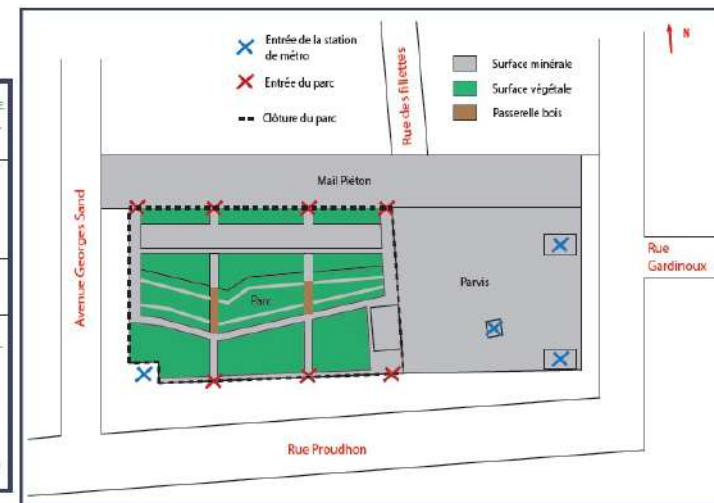 Entrée de la station
de métro
Entrée du parc
Clôture du parc
Rue des fillettes
N
Surface minérale
Surface végétale
Passerelle bois
Mail Piéton
Avenue Georges Sand
Parc
Parvis
Rue
Gardinoux
Rue Proudhon